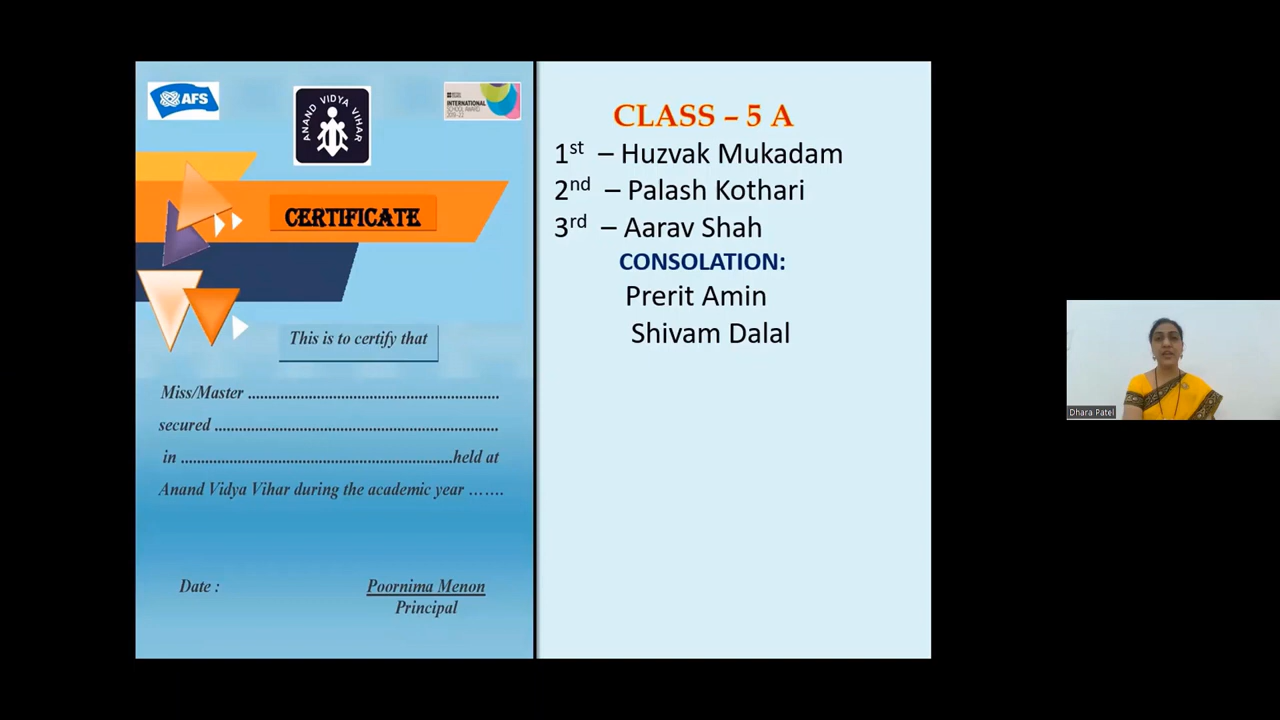 AFS
ANAND VIDYA VIHAR
INTERNATIONAL
SCHOOL AWARD
CERTIFICATE
This is to certify that
Miss/Master ..............................................................
secured ......................................................................
in ...................................................................held at
Anand Vidya Vihar during the academic year …….
Date :
Poornima Menon
Principal
CLASS – 5 A
1st – Huzvak Mukadam
2nd – Palash Kothari
3rd – Aarav Shah
CONSOLATION:
Prerit Amin
Shivam Dalal
Dhara Patel